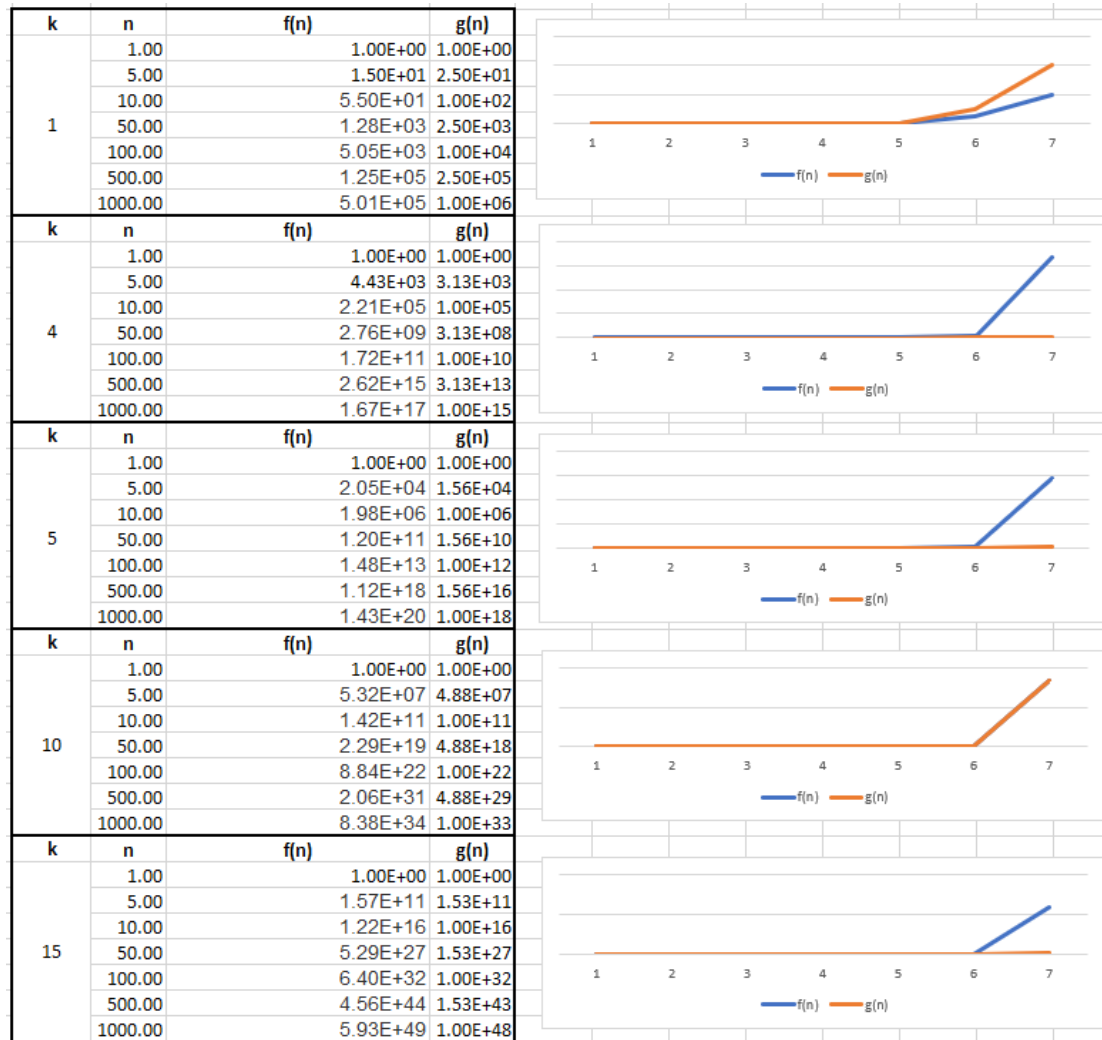 k n f(n) g(n)
1.00 1.00E+00 1.00E+00
5.00 1.50E+01 2.50E+01
10.00 5.50E+01 1.00E+02
1 50.00 1.28E+03 2.50E+03
100.00 5.05E+03 1.00E+04
500.00 1.25E+05 2.50E+05
1000.00 5.01E+05 1.00E+06
1 2 3 4 5 6 7
f(n) g(n)
k n f(n) g(n)
1.00 1.00E+00 1.00E+00
5.00 4.43E+03 3.13E+03
10.00 2.21E+05 1.00E+05
4 50.00 2.76E+09 3.13E+08
100.00 1.72E+11 1.00E+10
500.00 2.62E+15 3.13E+13
1000.00 1.67E+17 1.00E+15
1 2 3 4 5 6 7
f(n) g(n)
k n f(n) g(n)
1.00 1.00E+00 1.00E+00
5.00 2.05E+04 1.56E+04
10.00 1.98E+06 1.00E+06
5 50.00 1.20E+11 1.56E+10
100.00 1.48E+13 1.00E+12
500.00 1.12E+18 1.56E+16
1000.00 1.43E+20 1.00E+18
1 2 3 4 5 6 7
f(n) g(n)
k n f(n) g(n)
1.00 1.00E+00 1.00E+00
5.00 5.32E+07 4.88E+07
10.00 1.42E+11 1.00E+11
10 50.00 2.29E+19 4.88E+18
100.00 8.84E+22 1.00E+22
500.00 2.06E+31 4.88E+29
1000.00 8.38E+34 1.00E+33
1 2 3 4 5 6 7
f(n) g(n)
k n f(n) g(n)
1.00 1.00E+00 1.00E+00
5.00 1.57E+11 1.53E+11
10.00 1.22E+16 1.00E+16
15 50.00 5.29E+27 1.53E+27
100.00 6.40E+32 1.00E+32
500.00 4.56E+44 1.53E+43
1000.00 5.93E+49 1.00E+48
1 2 3 4 5 6 7
f(n) g(n)